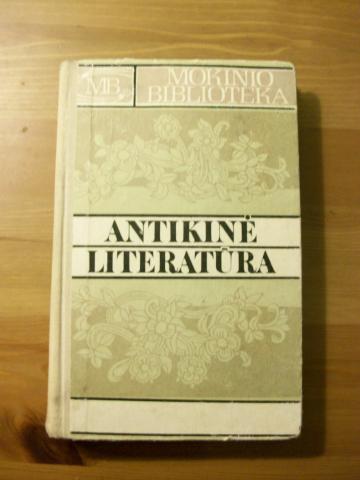 MB
MOKINIO
BIBLIOTEKA
ANTIKINĖ
LITERATŪRA